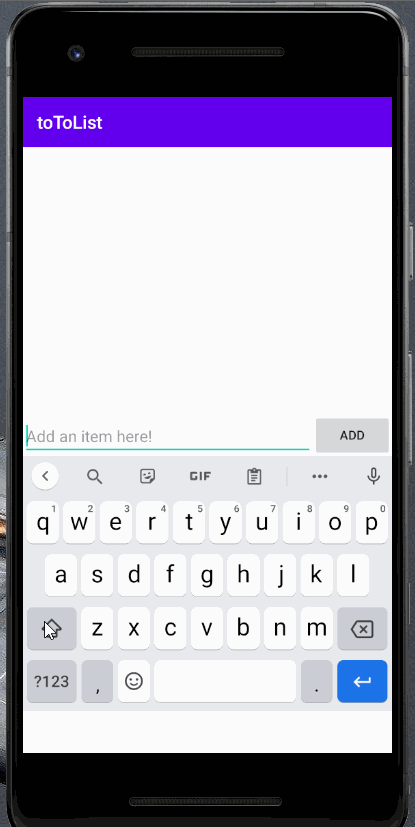 toToList
Add an item here! ADD
GIF
q1 w2 e3 r4 t5 y6 u7 i8 o9 p0
a s d f g h j k l
z x c v b n m
?123 , .